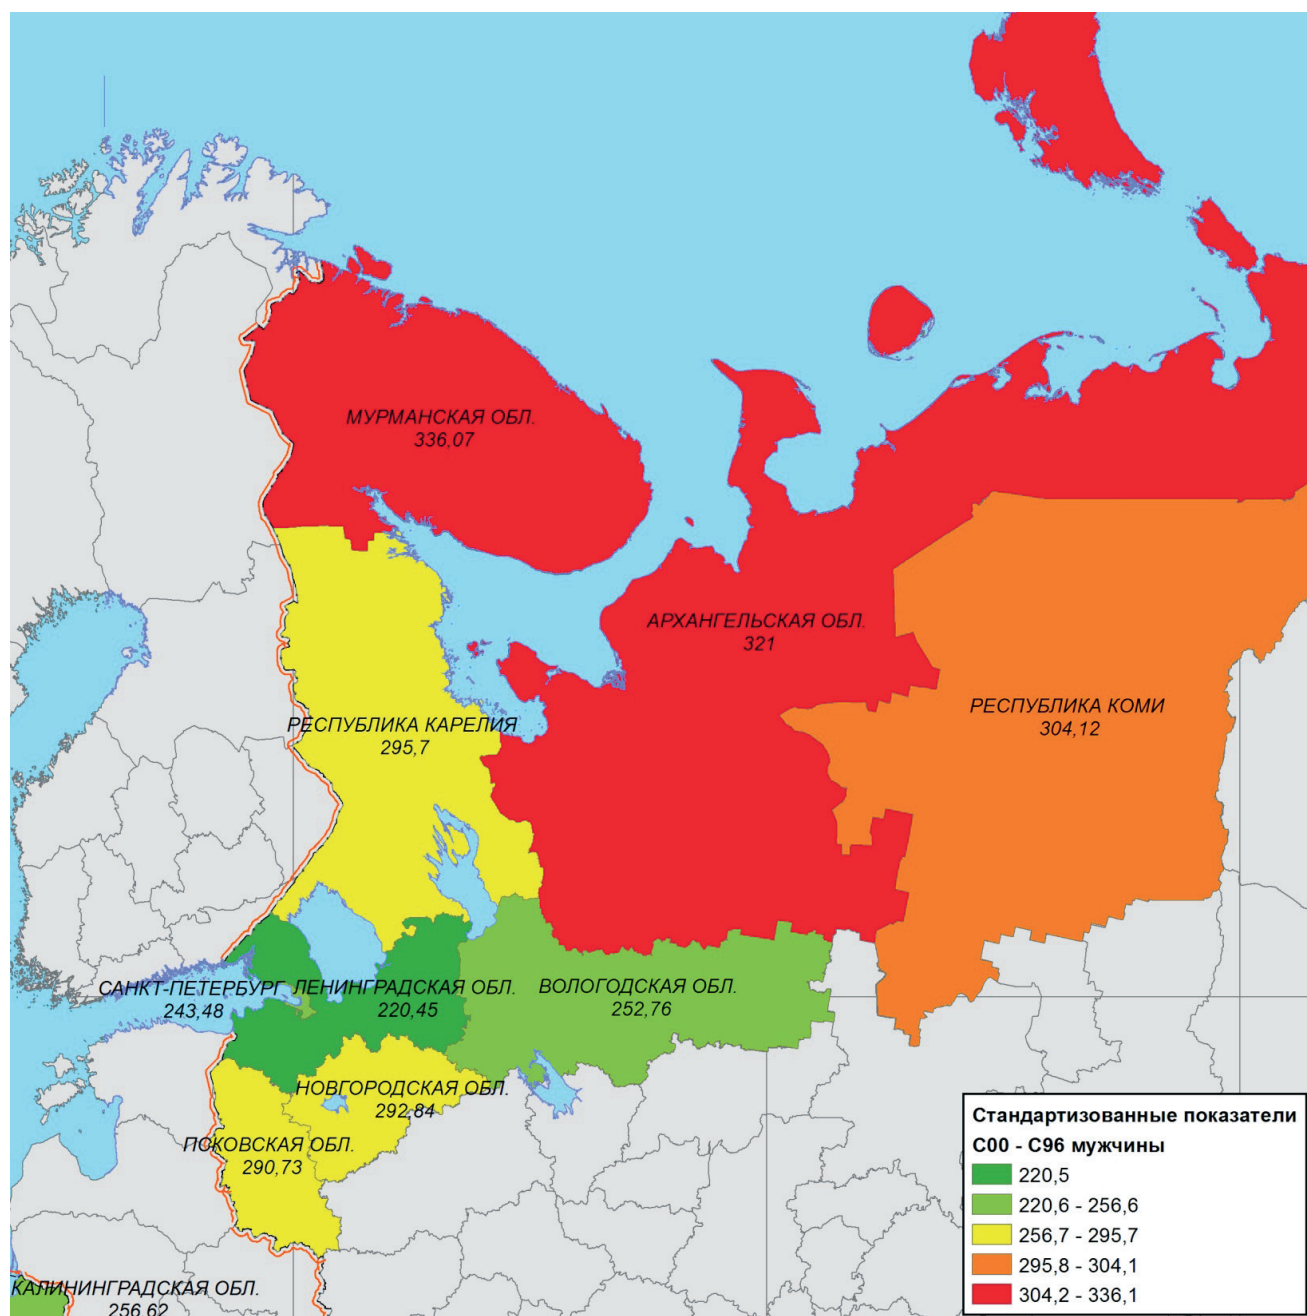 МУРМАНСКАЯ ОБЛ.
336,07
АРХАНГЕЛЬСКАЯ ОБЛ.
321
РЕСПУБЛИКА КАРЕЛИЯ
295,7
РЕСПУБЛИКА КОМИ
304,12
САНКТ-ПЕТЕРБУРГ
243,48
ЛЕНИНГРАДСКАЯ ОБЛ.
220,45
ВОЛОГОДСКАЯ ОБЛ.
252,76
НОВГОРОДСКАЯ ОБЛ.
292,84
ПСКОВСКАЯ ОБЛ.
290,73
КАЛИНИНГРАДСКАЯ ОБЛ.
256,62
Стандартизованные показатели
С00 - С96 мужчины
220,5
220,6 - 256,6
256,7 - 295,7
295,8 - 304,1
304,2 - 336,1